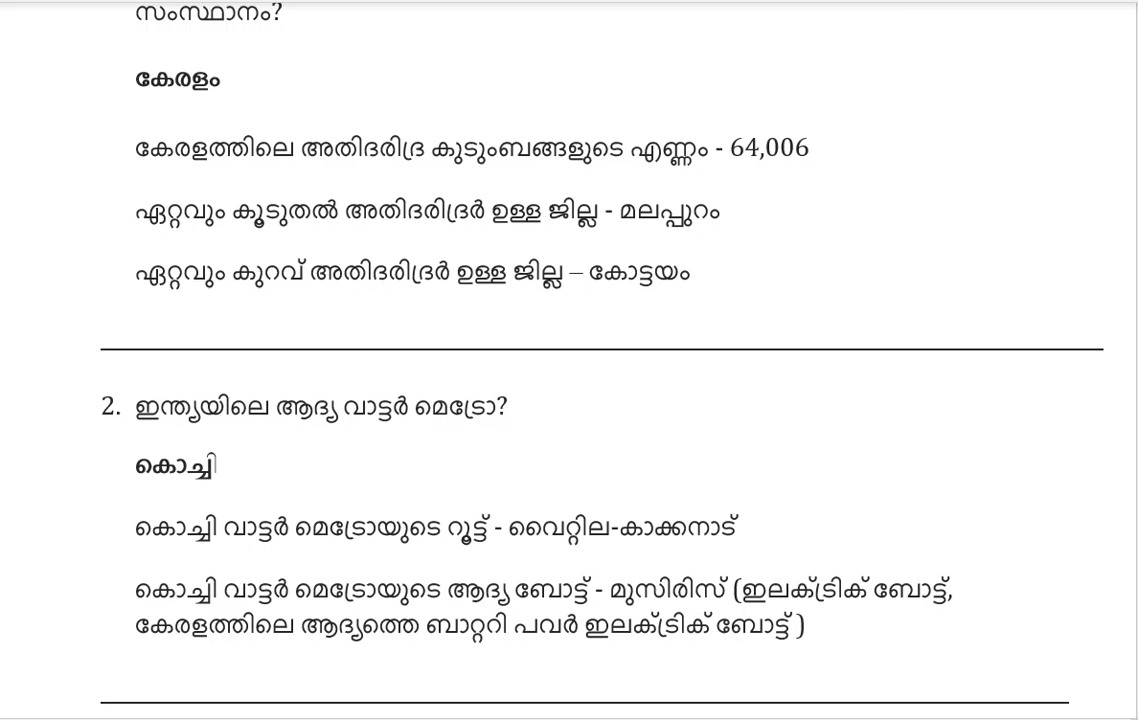 സംസ്ഥാനം?
കേരളം
കേരളത്തിലെ അതിദരിദ്ര കുടുംബങ്ങളുടെ എണ്ണം - 64,006
ഏറ്റവും കൂടുതൽ അതിദരിദ്രർ ഉള്ള ജില്ല - മലപ്പുറം
ഏറ്റവും കുറവ് അതിദരിദ്രർ ഉള്ള ജില്ല – കോട്ടയം
2. ഇന്ത്യയിലെ ആദ്യ വാട്ടർ മെട്രോ?
കൊച്ചി
കൊച്ചി വാട്ടർ മെട്രോയുടെ റൂട്ട് - വൈറ്റില-കാക്കനാട്
കൊച്ചി വാട്ടർ മെട്രോയുടെ ആദ്യ ബോട്ട് - മുസിരിസ് (ഇലക്ട്രിക് ബോട്ട്,
കേരളത്തിലെ ആദ്യത്തെ ബാറ്ററി പവർ ഇലക്ട്രിക് ബോട്ട് )